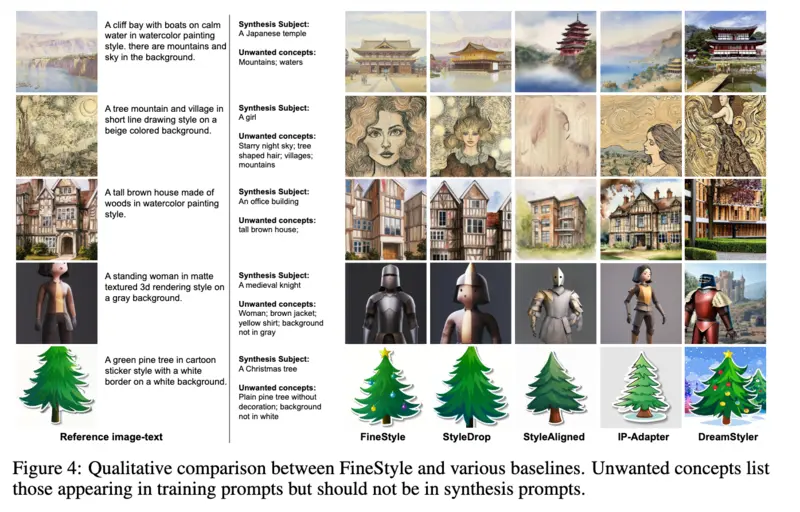 A cliff bay with boats on calm
water in watercolor painting
style. there are mountains and
sky in the background.
Synthesis Subject:
A Japanese temple
Unwanted concepts:
Mountains; waters
A tree mountain and village in
short line drawing style on a
beige colored background.
Synthesis Subject:
A girl
Unwanted concepts:
Starry night sky; tree
shaped hair; villages;
mountains
A tall brown house made of
woods in watercolor painting
style.
Synthesis Subject:
An office building
Unwanted concepts:
tall brown house;
A standing woman in matte
textured 3d rendering style on
a gray background.
Synthesis Subject:
A medieval knight
Unwanted concepts:
Woman; brown jacket;
yellow shirt; background
not in gray
A green pine tree in cartoon
sticker style with a white
border on a white background.
Synthesis Subject:
A Christmas tree
Unwanted concepts:
Plain pine tree without
decoration; background
not in white
Reference image-text
FineStyle
StyleDrop
StyleAligned
IP-Adapter
DreamStyler
Figure 4: Qualitative comparison between FineStyle and various baselines. Unwanted concepts list
those appearing in training prompts but should not be in synthesis prompts.